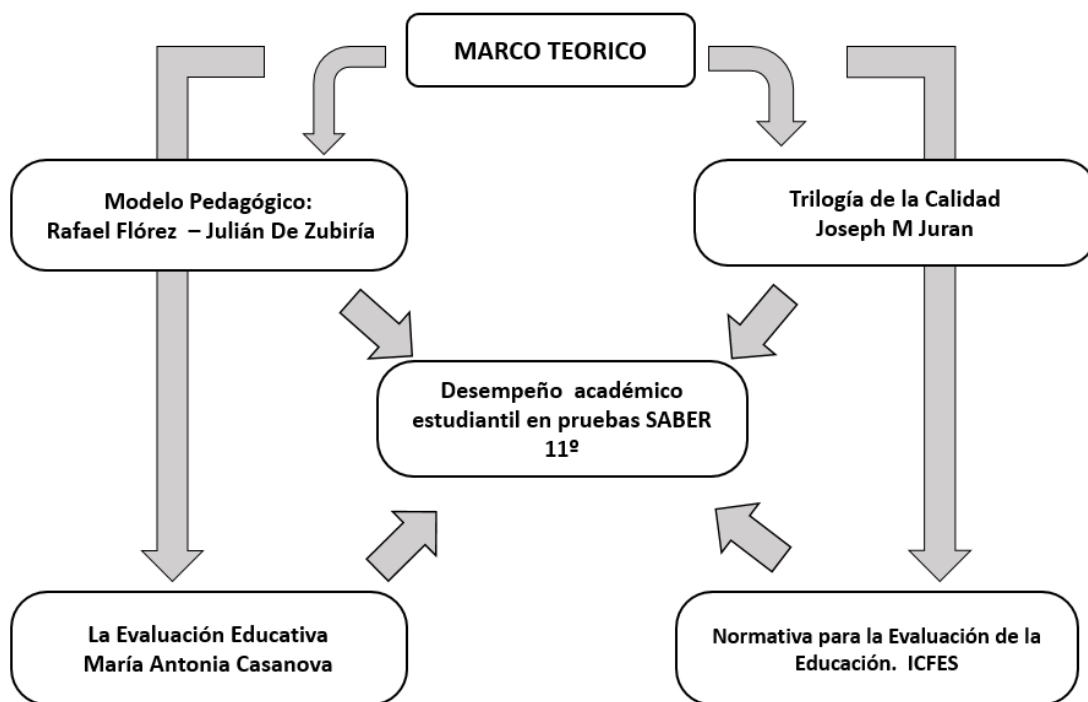 MARCO TEORICO
Modelo Pedagógico:
Rafael Flórez – Julián De Zubiría
Trilogía de la Calidad
Joseph M Juran
Desempeño académico
estudiantil en pruebas SABER
11º
La Evaluación Educativa
María Antonia Casanova
Normativa para la Evaluación de la
Educación. ICFES